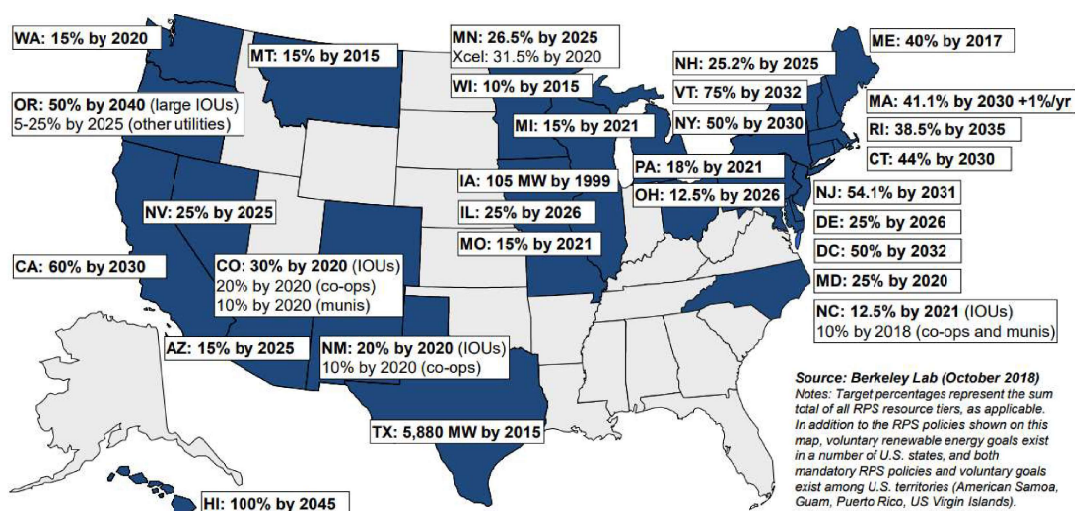 WA: 15% by 2020
MT: 15% by 2015
MN: 26.5% by 2025
Xcel: 31.5% by 2020
ME: 40% by 2017
NH: 25.2% by 2025
WI: 10% by 2015
VT: 75% by 2032
OR: 50% by 2040 (large IOUs)
5-25% by 2025 (other utilities)
MA: 41.1% by 2030 +1%/yr
MI: 15% by 2021
NY: 50% by 2030
RI: 38.5% by 2035
CT: 44% by 2030
PA: 18% by 2021
IA: 105 MW by 1999
OH: 12.5% by 2026
NJ: 54.1% by 2031
NV: 25% by 2025
IL: 25% by 2026
DE: 25% by 2026
MO: 15% by 2021
DC: 50% by 2032
CA: 60% by 2030
CO: 30% by 2020 (IOUs)
20% by 2020 (co-ops)
10% by 2020 (munis)
MD: 25% by 2020
NC: 12.5% by 2021 (IOUs)
10% by 2018 (co-ops and munis)
AZ: 15% by 2025
NM: 20% by 2020 (IOUs)
10% by 2020 (co-ops)
TX: 5,880 MW by 2015
HI: 100% by 2045
Source: Berkeley Lab (October 2018)
Notes: Target percentages represent the sum
total of all RPS resource tiers, as applicable.
In addition to the RPS policies shown on this
map, voluntary renewable energy goals exist
in a number of U.S. states, and both
mandatory RPS policies and voluntary goals
exist among U.S. territories (American Samoa,
Guam, Puerto Rico, US Virgin Islands).